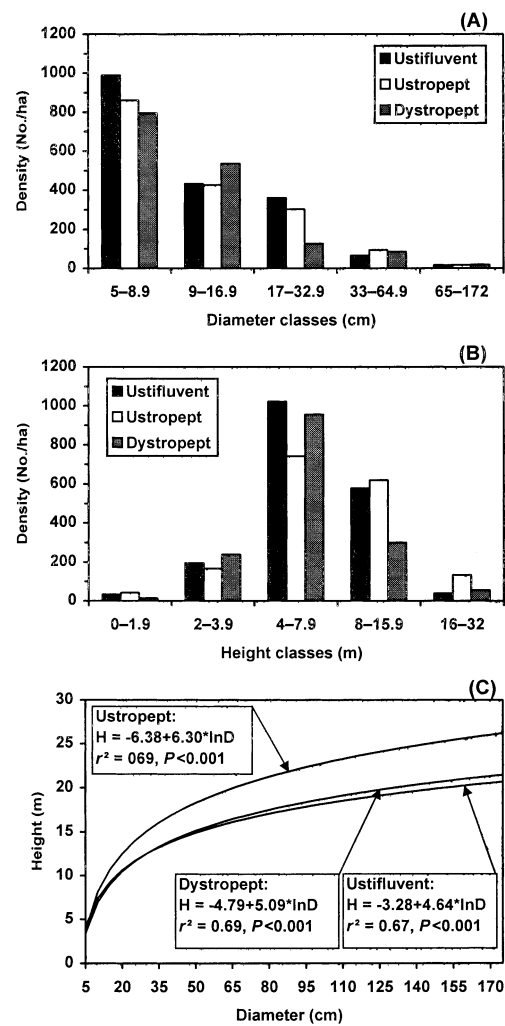 (A)
1200
1000
800
600
400
200
0
Density (No./ha)
Ustifluvent
Ustropept
Dystropept
5–8.9 9–16.9 17–32.9 33–64.9 65–172
Diameter classes (cm)
(B)
1200
1000
800
600
400
200
0
Density (No./ha)
Ustifluvent
Ustropept
Dystropept
0–1.9 2–3.9 4–7.9 8–15.9 16–32
Height classes (m)
(C)
30
25
20
15
10
5
0
Height (m)
Ustropept:
H = -6.38+6.30*lnD
r² = 069, P<0.001
Dystropept:
H = -4.79+5.09*lnD
r² = 0.69, P<0.001
Ustifluvent:
H = -3.28+4.64*lnD
r² = 0.67, P<0.001
5 20 35 50 65 80 95 110 125 140 155 170
Diameter (cm)